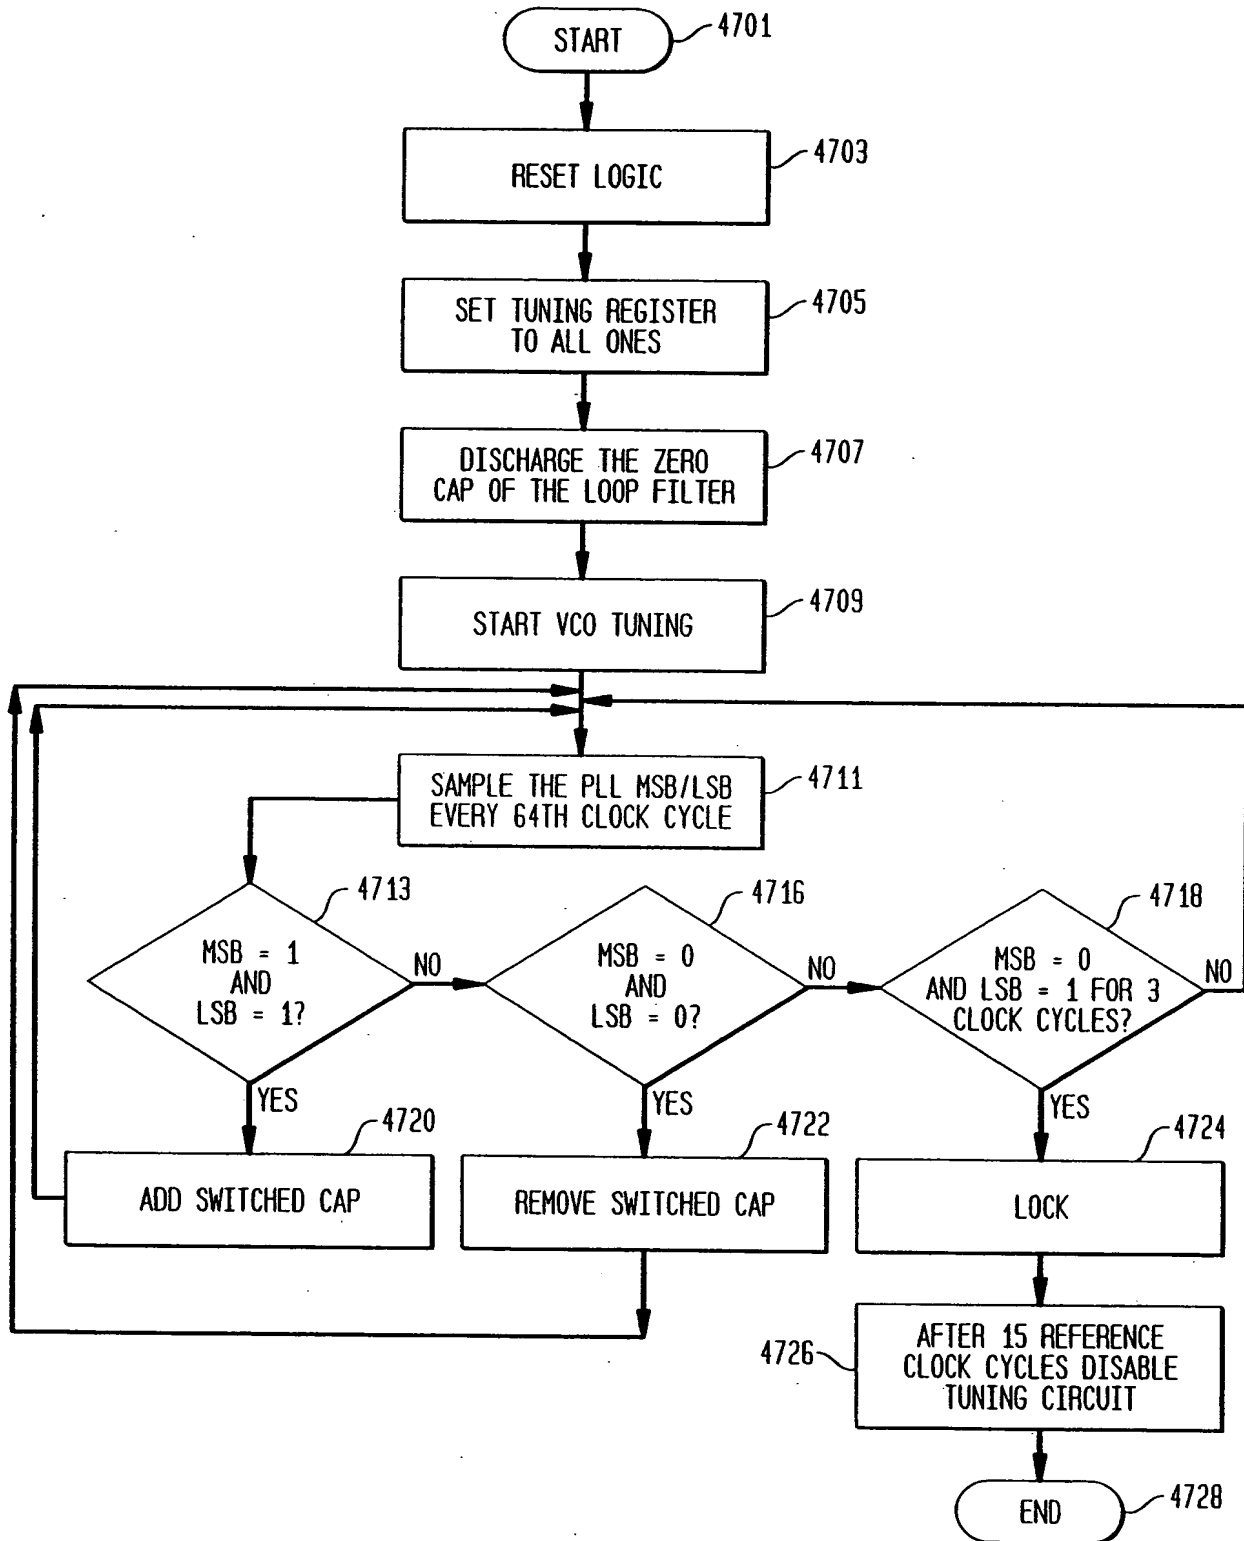 START
4701
RESET LOGIC
4703
SET TUNING REGISTER
TO ALL ONES
4705
DISCHARGE THE ZERO
CAP OF THE LOOP FILTER
4707
START VCO TUNING
4709
SAMPLE THE PLL MSB/LSB
EVERY 64TH CLOCK CYCLE
4711
MSB = 1
AND
LSB = 1?
4713
NO
YES
MSB = 0
AND
LSB = 0?
4716
NO
YES
MSB = 0
AND LSB = 1 FOR 3
CLOCK CYCLES?
4718
NO
YES
ADD SWITCHED CAP
4720
REMOVE SWITCHED CAP
4722
LOCK
4724
AFTER 15 REFERENCE
CLOCK CYCLES DISABLE
TUNING CIRCUIT
4726
END
4728